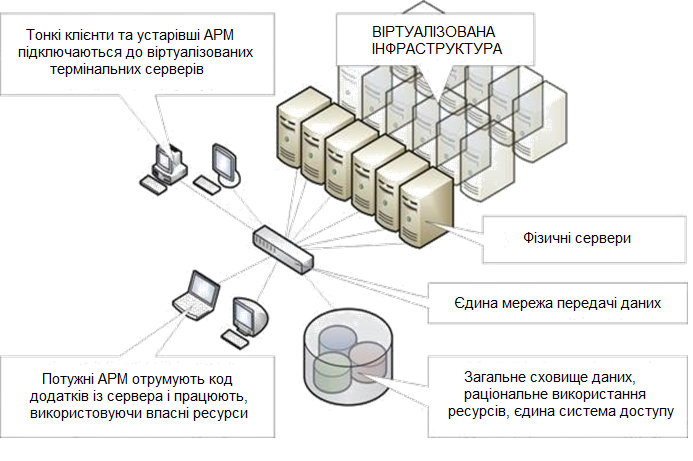 Тонкі клієнти та устарівші АРМ
підключаються до віртуалізованих
термінальних серверів
ВІРТУАЛІЗОВАНА
ІНФРАСТРУКТУРА
Фізичні сервери
Єдина мережа передачі даних
Потужні АРМ отрумують код
додатків із сервера і працюють,
використовуючи власні ресурси
Загальне сховище даних,
раціональне використання
ресурсів, єдина система доступу